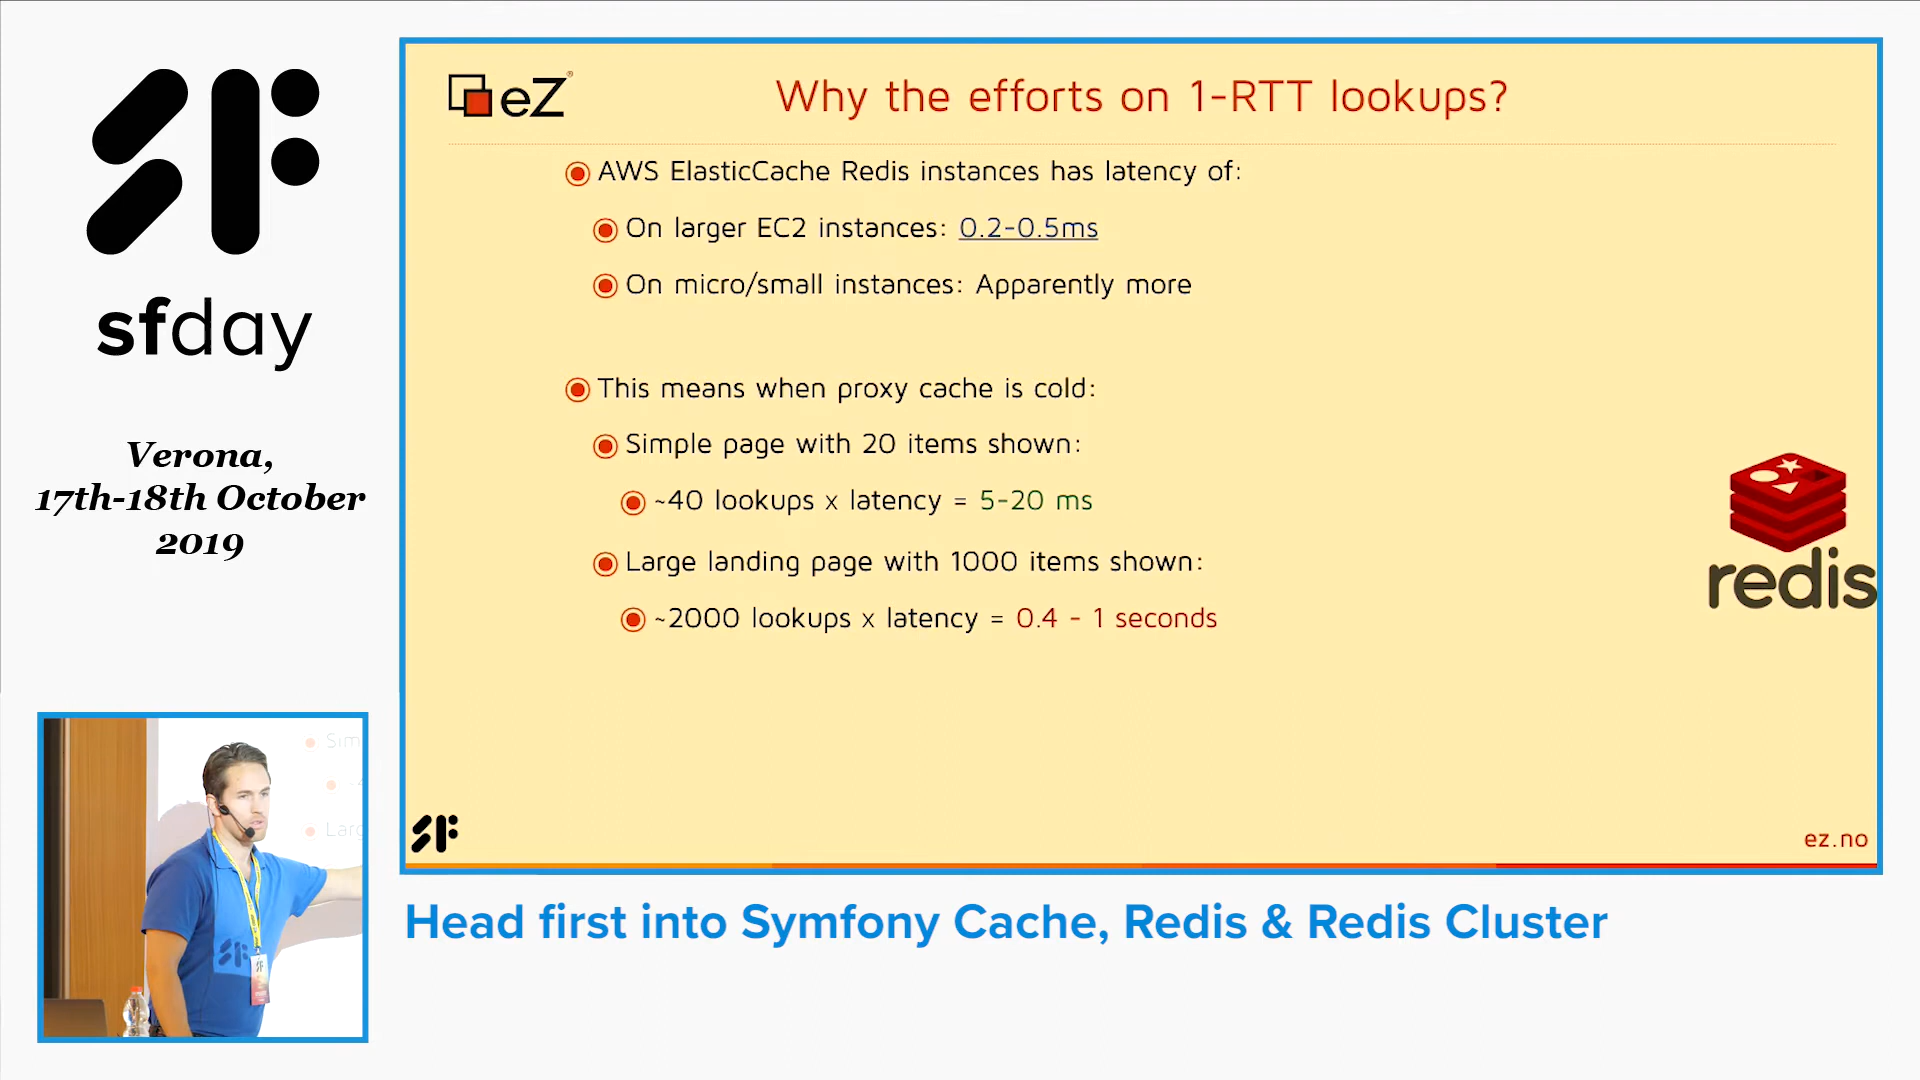 sfday
Verona,
17th-18th October
2019
eZ®
Why the efforts on 1-RTT lookups?
AWS ElasticCache Redis instances has latency of:
On larger EC2 instances: 0.2-0.5ms
On micro/small instances: Apparently more
This means when proxy cache is cold:
Simple page with 20 items shown:
~40 lookups x latency = 5-20 ms
Large landing page with 1000 items shown:
~2000 lookups x latency = 0.4 - 1 seconds
redis
ez.no
Sim
Larg
Head first into Symfony Cache, Redis & Redis Cluster